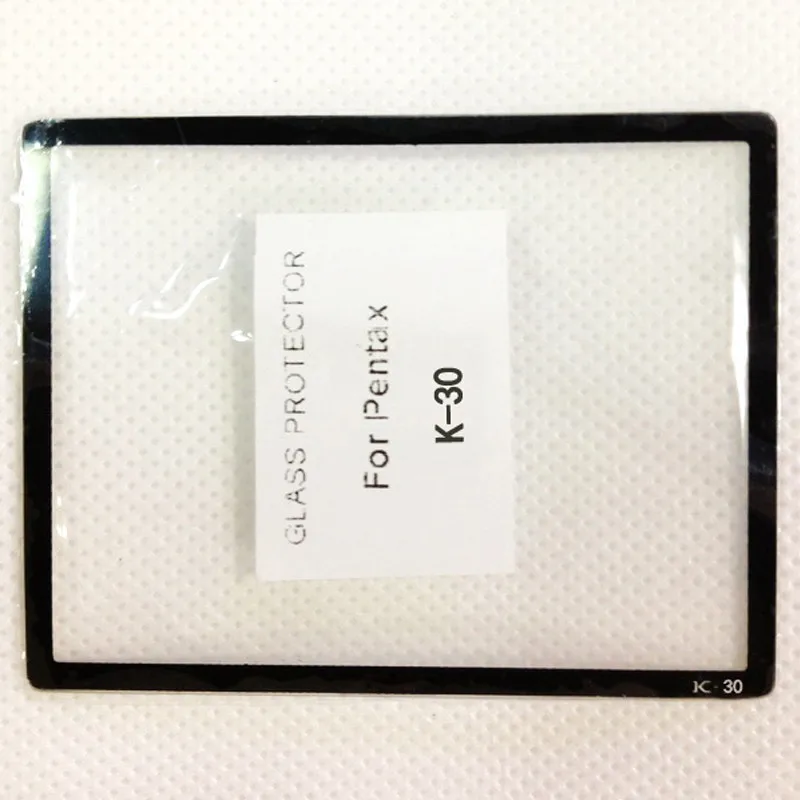 GLASS PROTECTOR
For Pentax
K-30
K-30